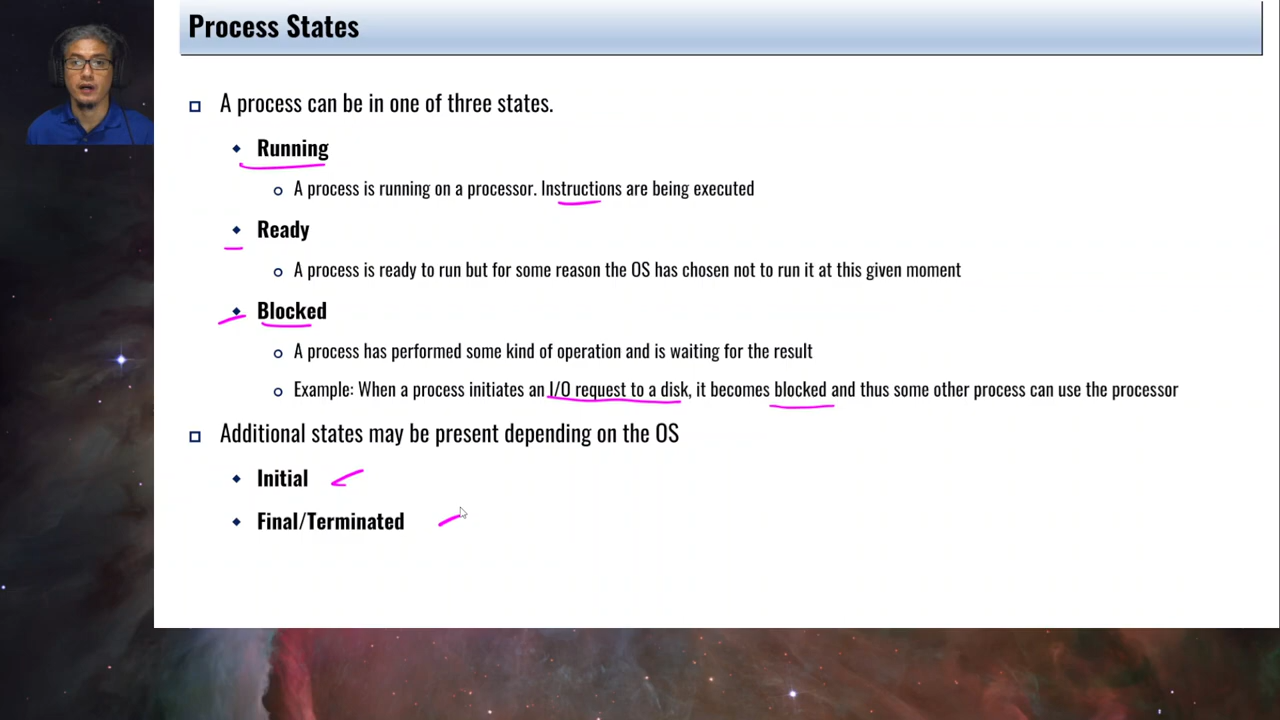 Process States
A process can be in one of three states.
Running
A process is running on a processor. Instructions are being executed
Ready
A process is ready to run but for some reason the OS has chosen not to run it at this given moment
Blocked
A process has performed some kind of operation and is waiting for the result
Example: When a process initiates an I/O request to a disk, it becomes blocked and thus some other process can use the processor
Additional states may be present depending on the OS
Initial
Final/Terminated